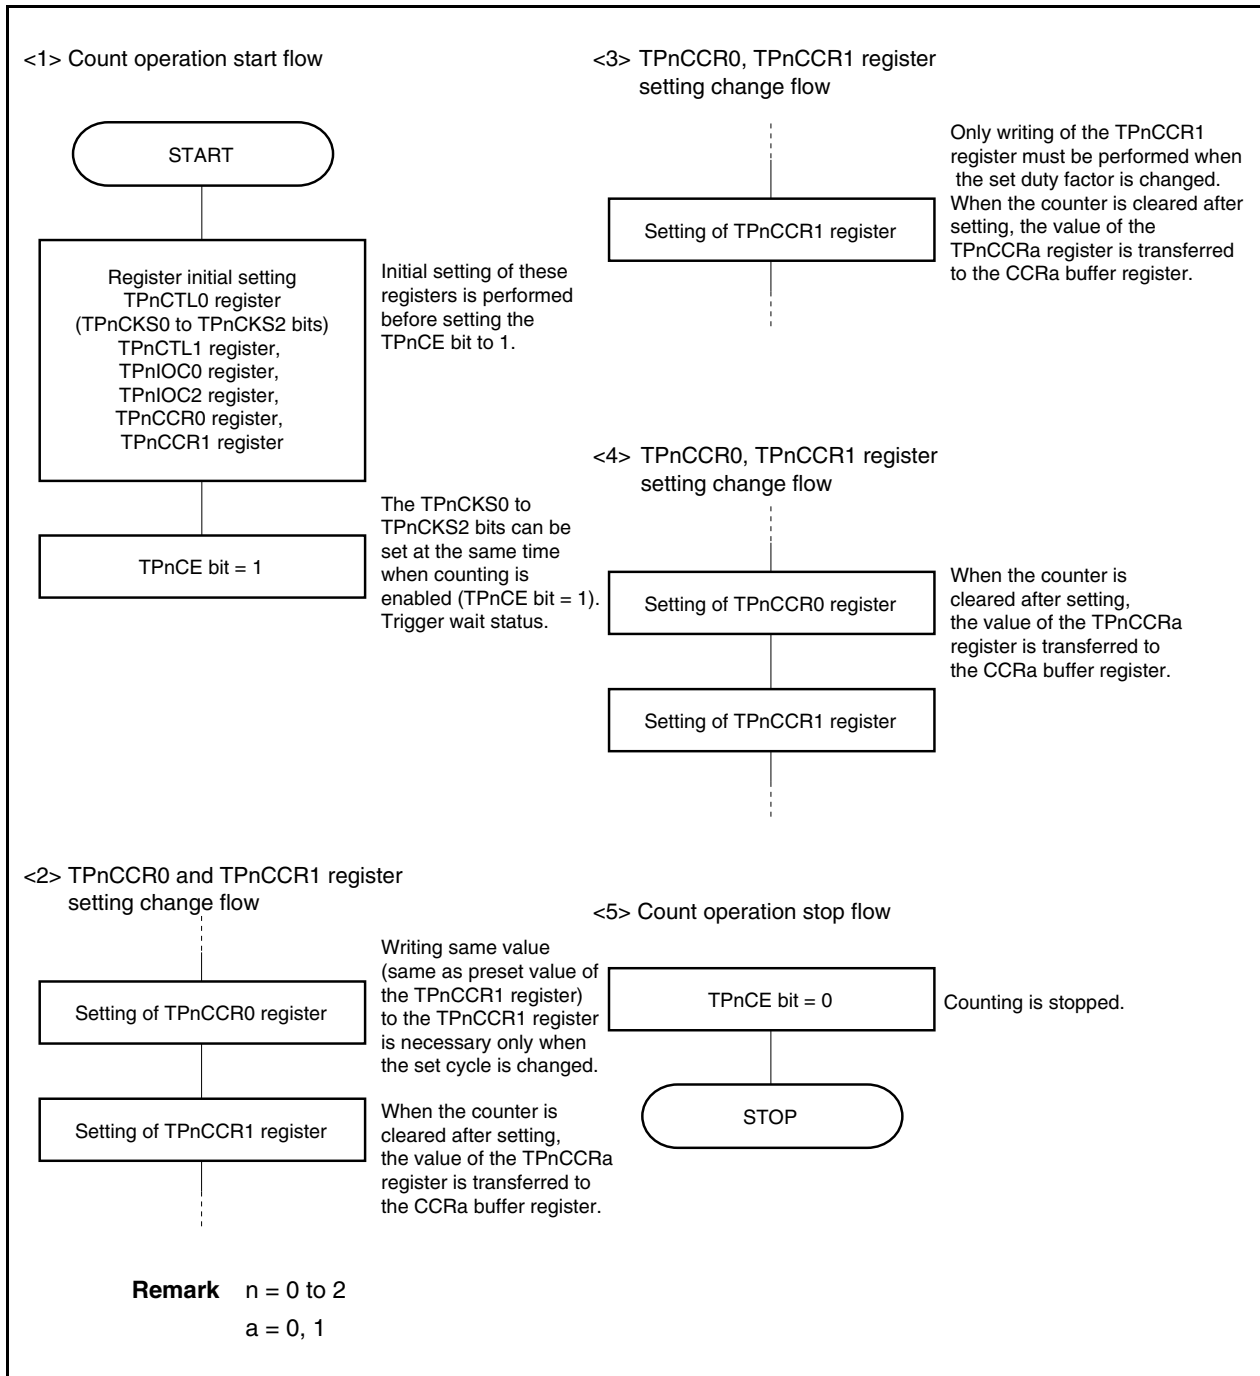 <1> Count operation start flow
START
Register initial setting
TPnCTL0 register
(TPnCKS0 to TPnCKS2 bits)
TPnCTL1 register,
TPnIOC0 register,
TPnIOC2 register,
TPnCCR0 register,
TPnCCR1 register
Initial setting of these
registers is performed
before setting the
TPnCE bit to 1.
TPnCE bit = 1
The TPnCKS0 to
TPnCKS2 bits can be
set at the same time
when counting is
enabled (TPnCE bit = 1).
Trigger wait status.
<2> TPnCCR0 and TPnCCR1 register
setting change flow
Setting of TPnCCR0 register
Writing same value
(same as preset value of
the TPnCCR1 register)
to the TPnCCR1 register
is necessary only when
the set cycle is changed.
Setting of TPnCCR1 register
When the counter is
cleared after setting,
the value of the TPnCCRa
register is transferred to
the CCRa buffer register.
<3> TPnCCR0, TPnCCR1 register
setting change flow
Setting of TPnCCR1 register
Only writing of the TPnCCR1
register must be performed when
the set duty factor is changed.
When the counter is cleared after
setting, the value of the
TPnCCRa register is transferred
to the CCRa buffer register.
<4> TPnCCR0, TPnCCR1 register
setting change flow
Setting of TPnCCR0 register
When the counter is
cleared after setting,
the value of the TPnCCRa
register is transferred to
the CCRa buffer register.
Setting of TPnCCR1 register
<5> Count operation stop flow
TPnCE bit = 0
Counting is stopped.
STOP
Remark n = 0 to 2
a = 0, 1